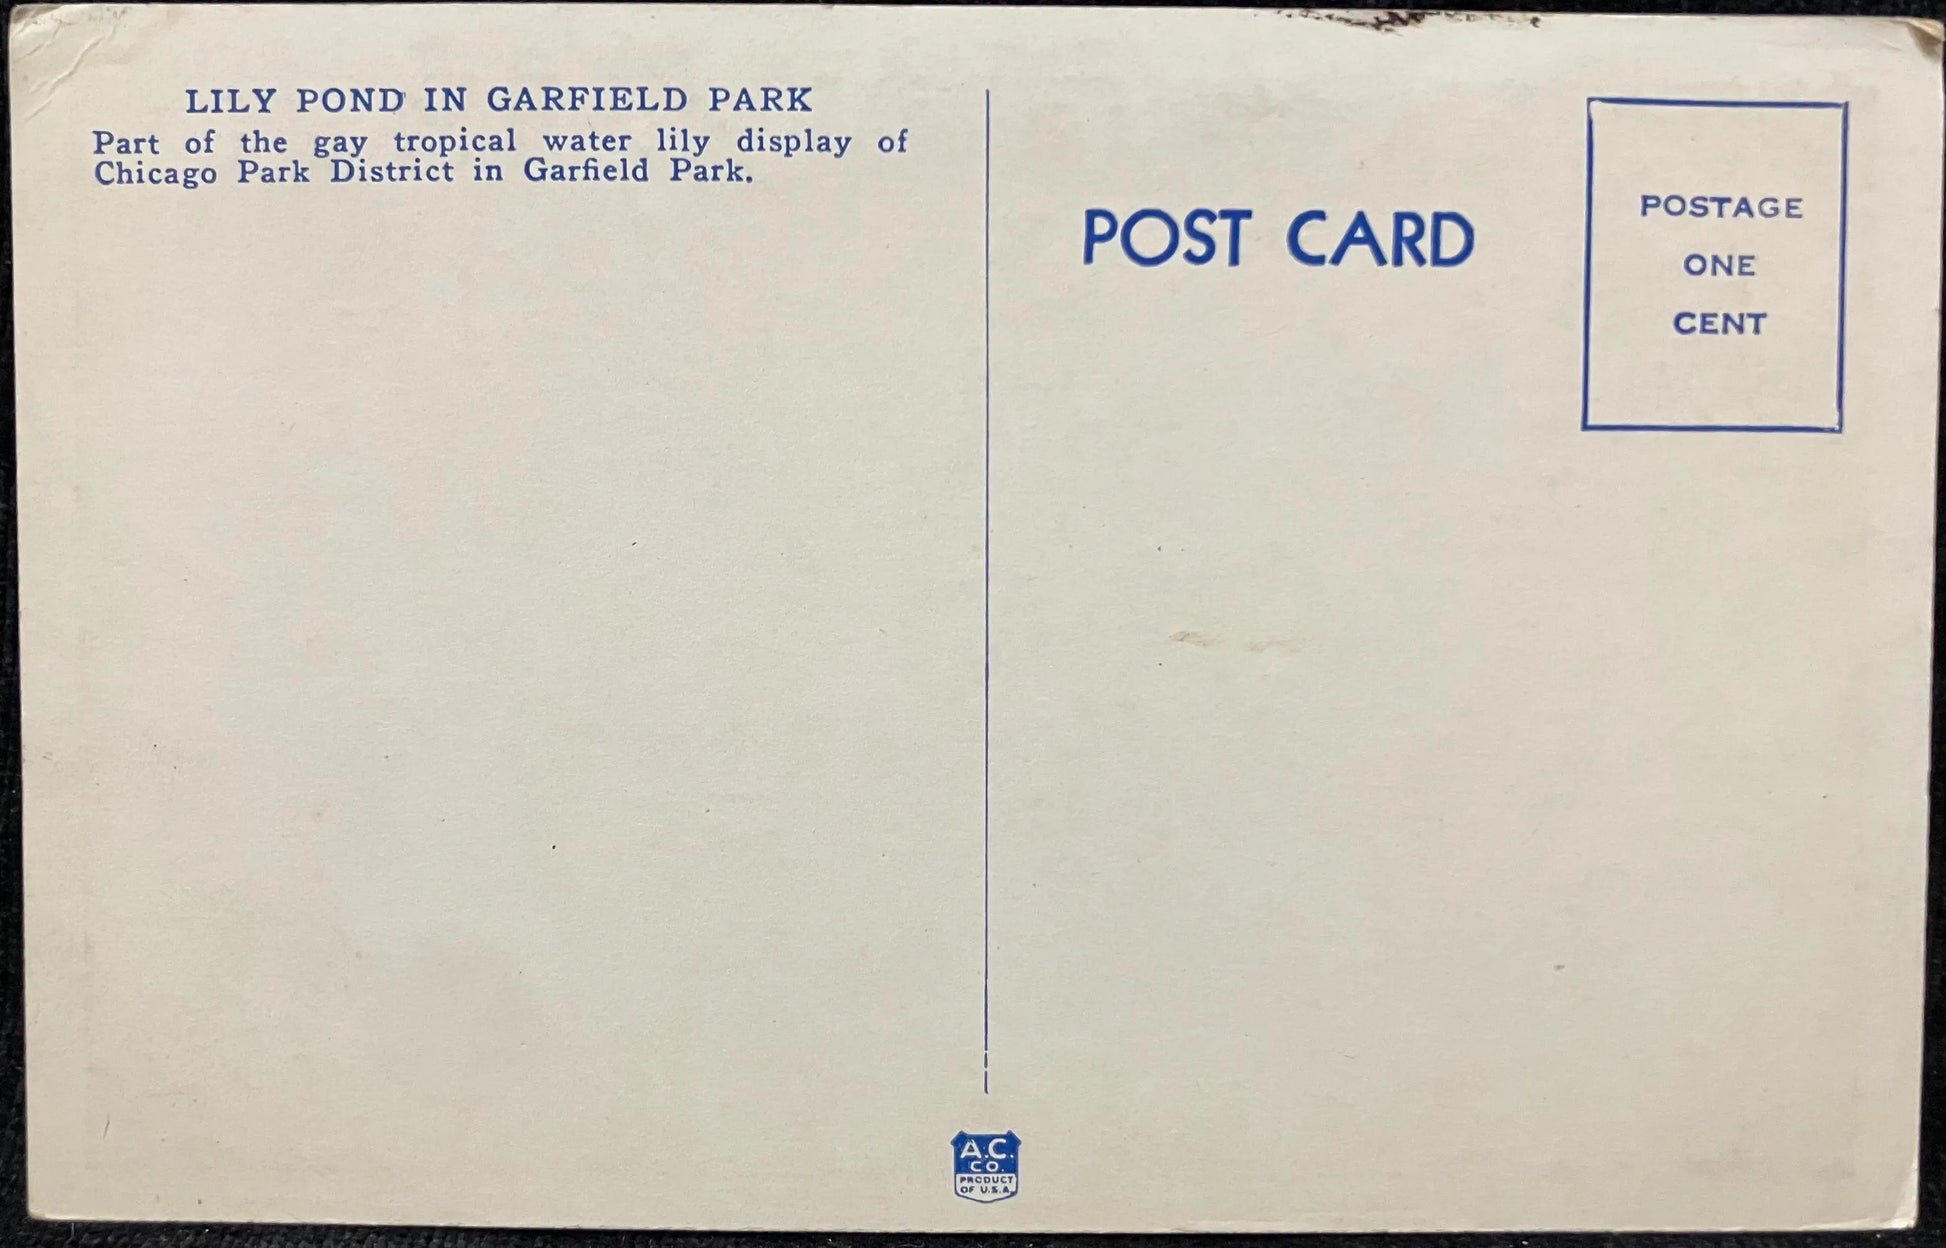 LILY POND IN GARFIELD PARK
Part of the gay tropical water lily display of
Chicago Park District in Garfield Park.
POST CARD
POSTAGE
ONE
CENT
A.C.
CO.
PRODUCT
OF U.S.A.